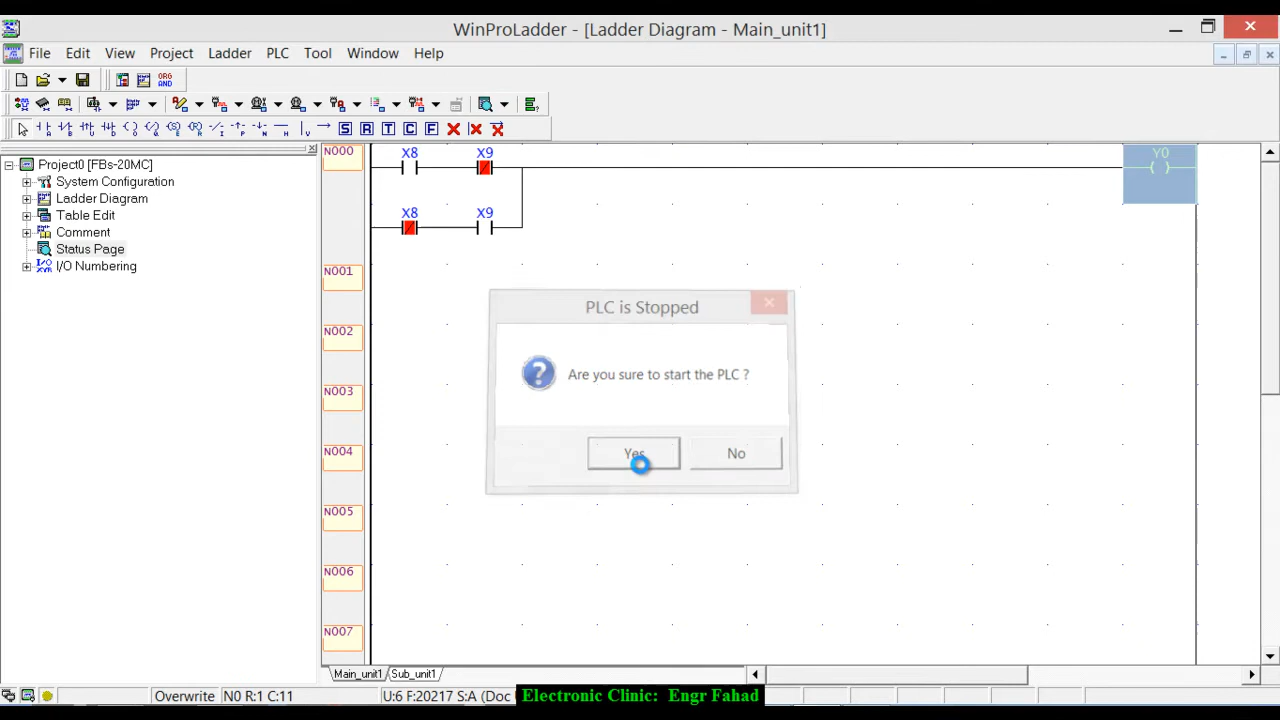 WinProLadder - [Ladder Diagram - Main_unit1]
File Edit View Project Ladder PLC Tool Window Help
ORG
AND
A A U D ( ) ( ) S R I P N H V S R T C F
Project0 [FBs-20MC]
System Configuration
Ladder Diagram
Table Edit
Comment
Status Page
I/O Numbering
N000 X8 X9 Y0
X8 X9
N001
N002
N003
N004
N005
N006
N007
PLC is Stopped
Are you sure to start the PLC ?
Yes No
Main_unit1 Sub_unit1
Overwrite N0 R:1 C:11 U:6 F:20217 S:A (Doc
Electronic Clinic: Engr Fahad